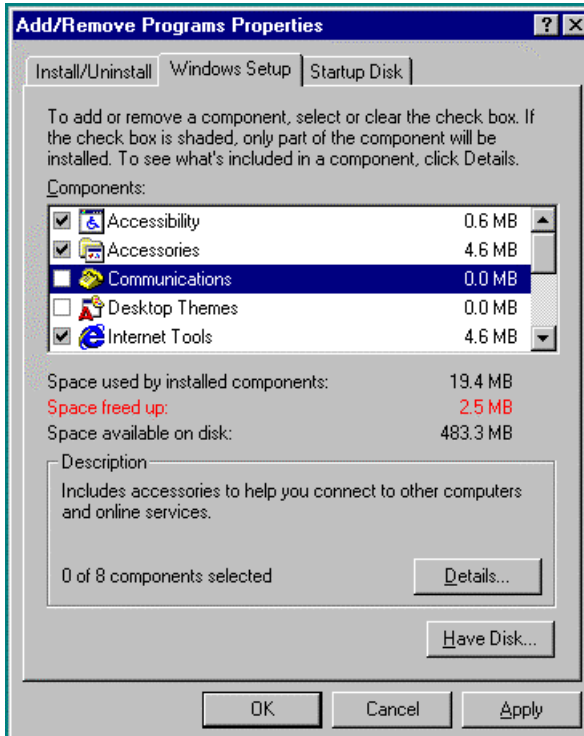 Add/Remove Programs Properties
Install/Uninstall Windows Setup Startup Disk
To add or remove a component, select or clear the check box. If
the check box is shaded, only part of the component will be
installed. To see what's included in a component, click Details.
Components:
Accessibility 0.6 MB
Accessories 4.6 MB
Communications 0.0 MB
Desktop Themes 0.0 MB
Internet Tools 4.6 MB
Space used by installed components: 19.4 MB
Space freed up: 2.5 MB
Space available on disk: 483.3 MB
Description
Includes accessories to help you connect to other computers
and online services.
0 of 8 components selected
Details...
Have Disk...
OK Cancel Apply